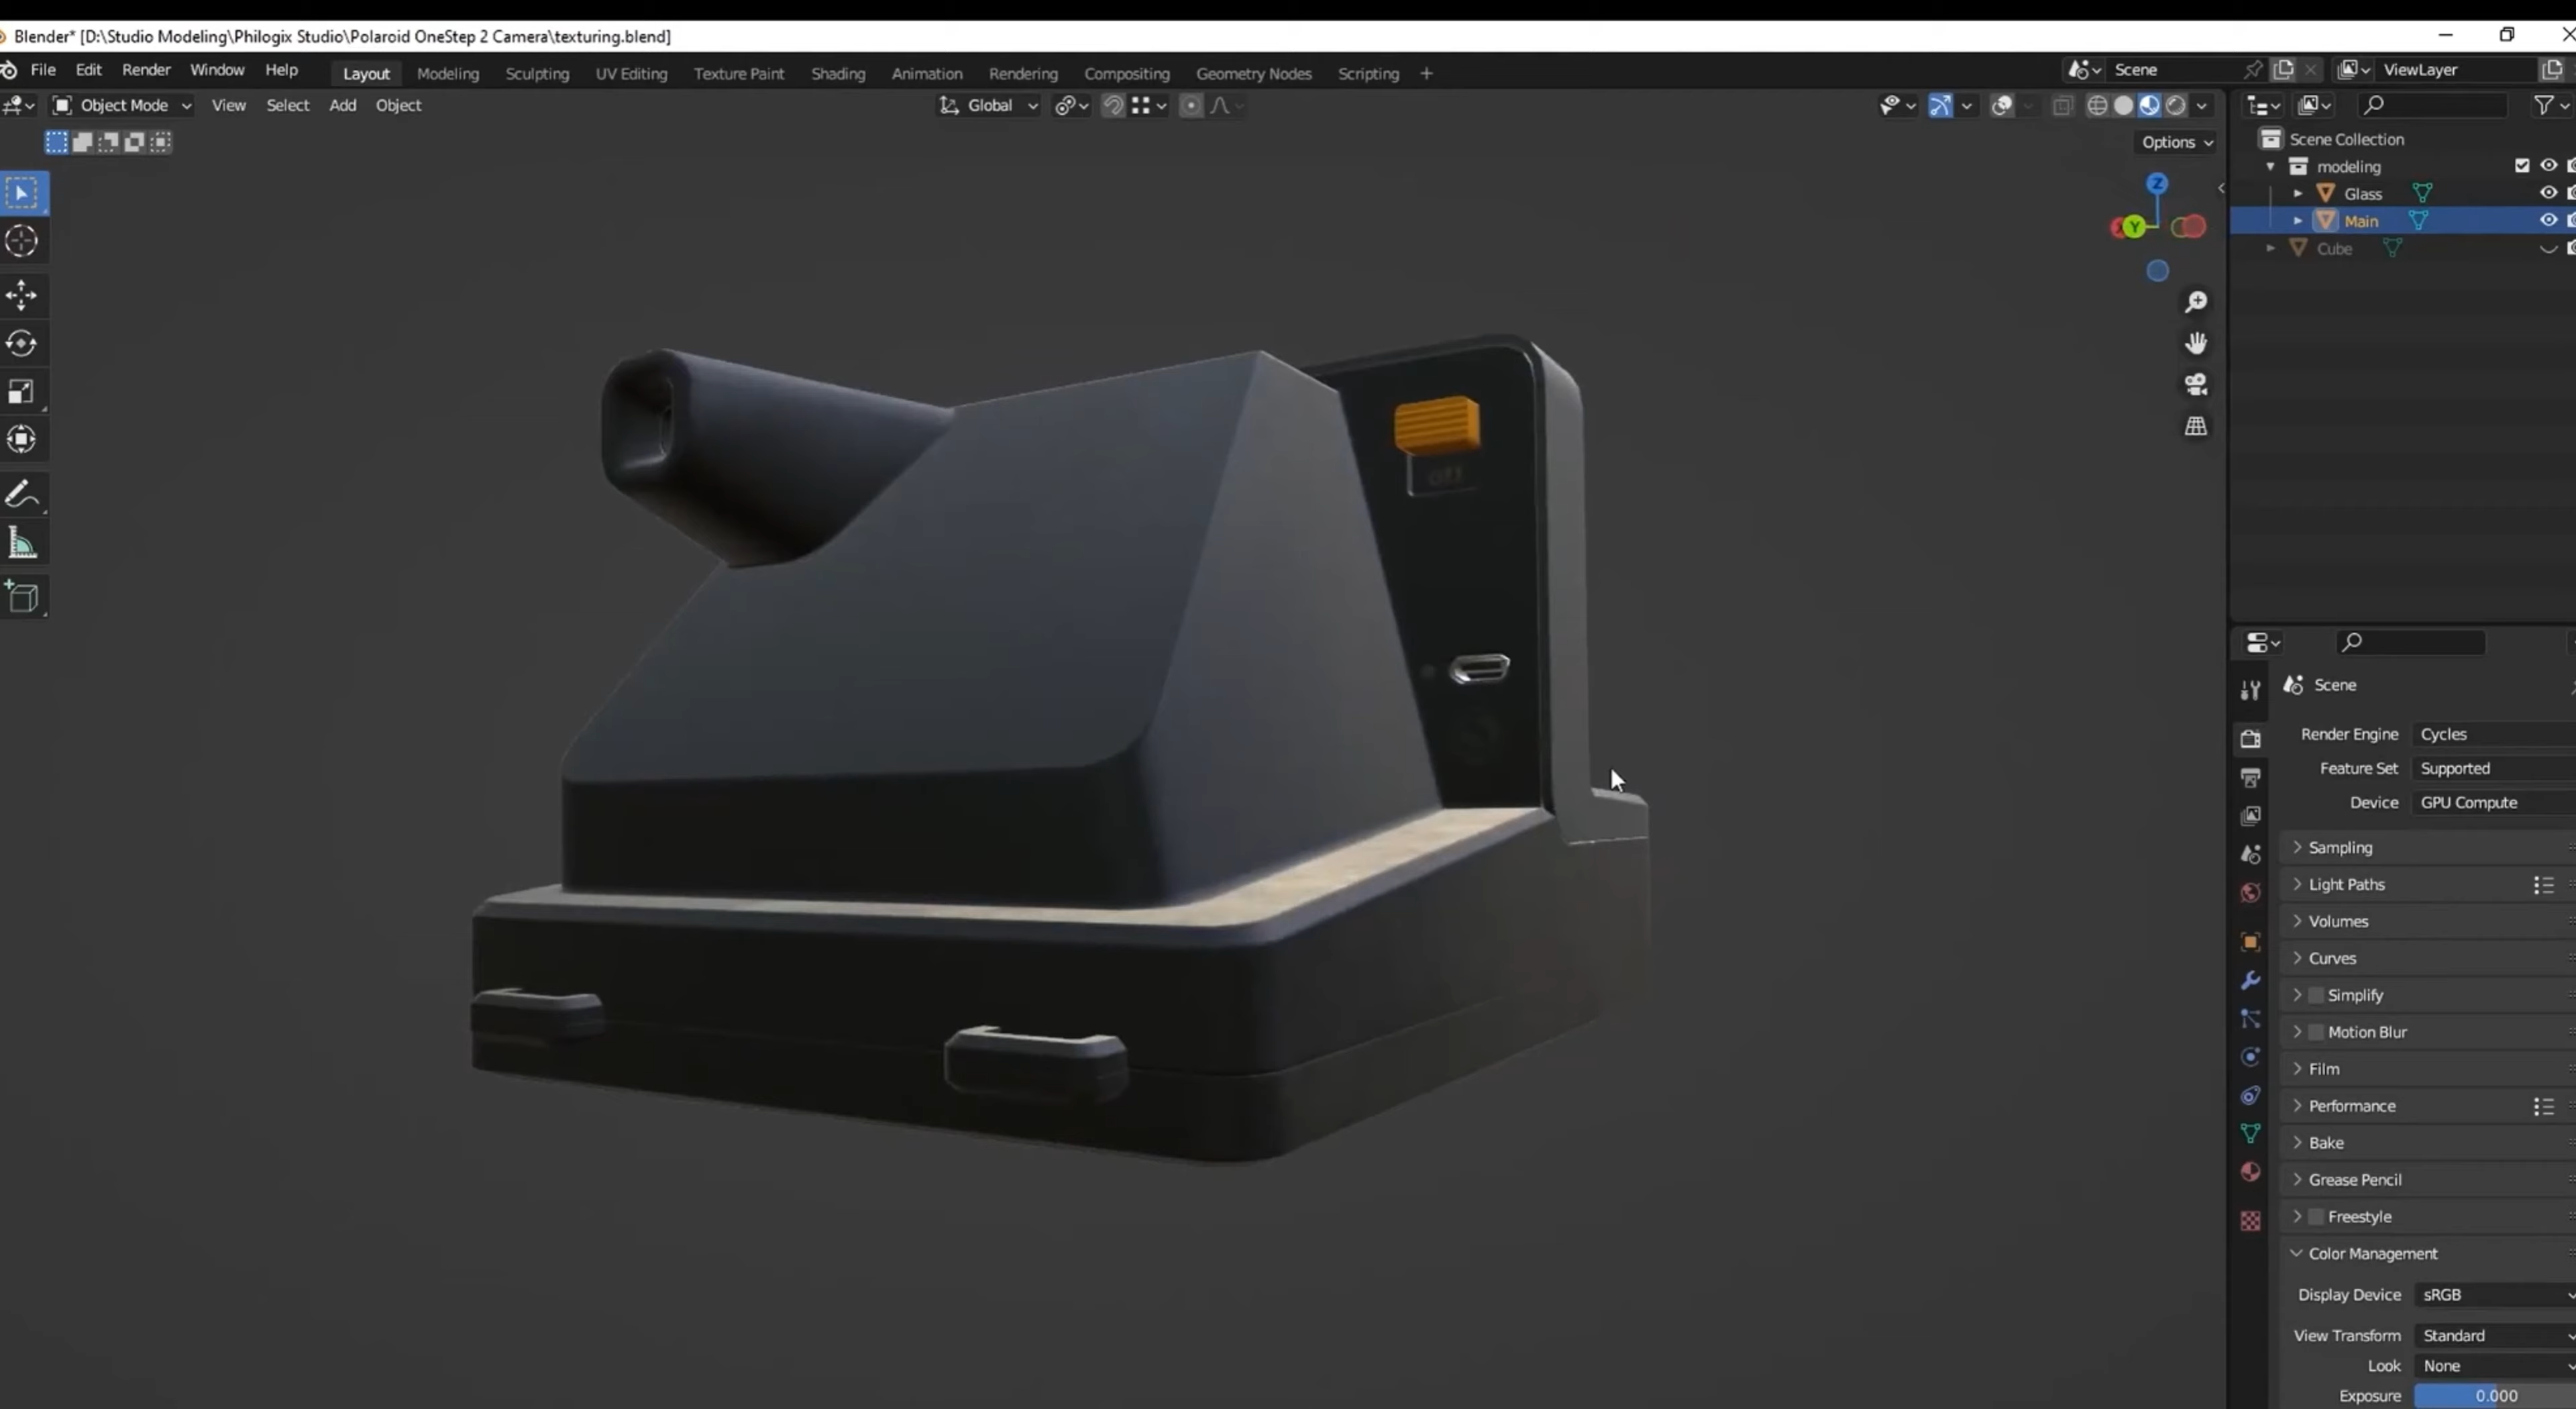 Blender* [D:\Studio Modeling\Philogix Studio\Polaroid OneStep 2 Camera\texturing.blend]
File Edit Render Window Help Layout Modeling Sculpting UV Editing Texture Paint Shading Animation Rendering Compositing Geometry Nodes Scripting + Scene ViewLayer
Object Mode View Select Add Object Global
Options
Scene Collection
modeling
Glass
Main
Cube
Z
Y
off
Scene
Render Engine Cycles
Feature Set Supported
Device GPU Compute
Sampling
Light Paths
Volumes
Curves
Simplify
Motion Blur
Film
Performance
Bake
Grease Pencil
Freestyle
Color Management
Display Device sRGB
View Transform Standard
Look None
Exposure 0.000